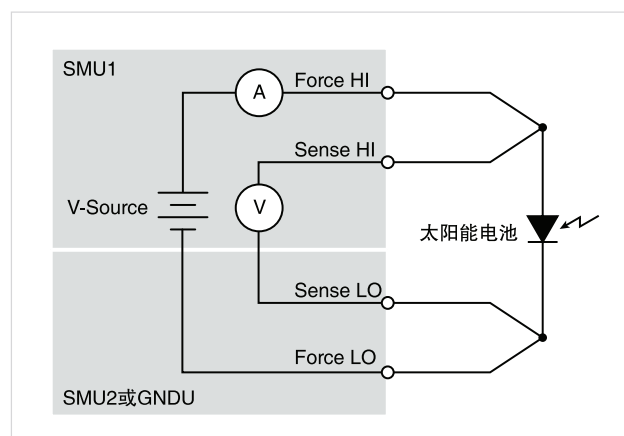 SMU1
Force HI
A
Sense HI
V-Source
V
太阳能电池
Sense LO
Force LO
SMU2或GNDU